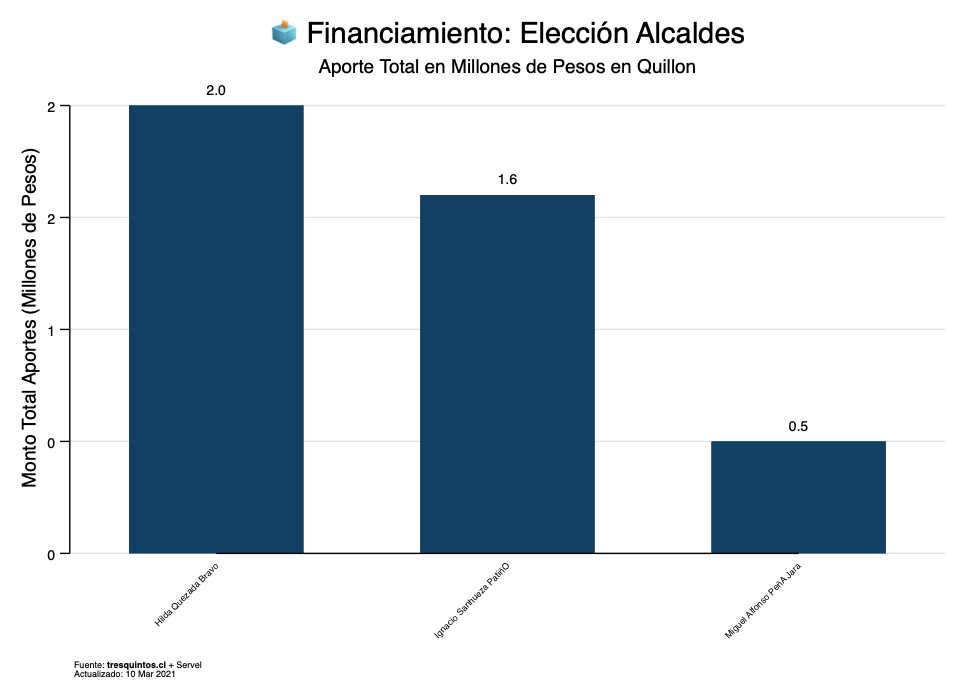 🗳️ Financiamiento: Elección Alcaldes
Aporte Total en Millones de Pesos en Quillon
Monto Total Aportes (Millones de Pesos)
2
2
1
0
0
2.0
1.6
0.5
Hilda Quezada Bravo
Ignacio Sanhueza PatiñO
Miguel Alfonso PeñA Jara
Fuente: tresquintos.cl + Servel
Actualizado: 10 Mar 2021